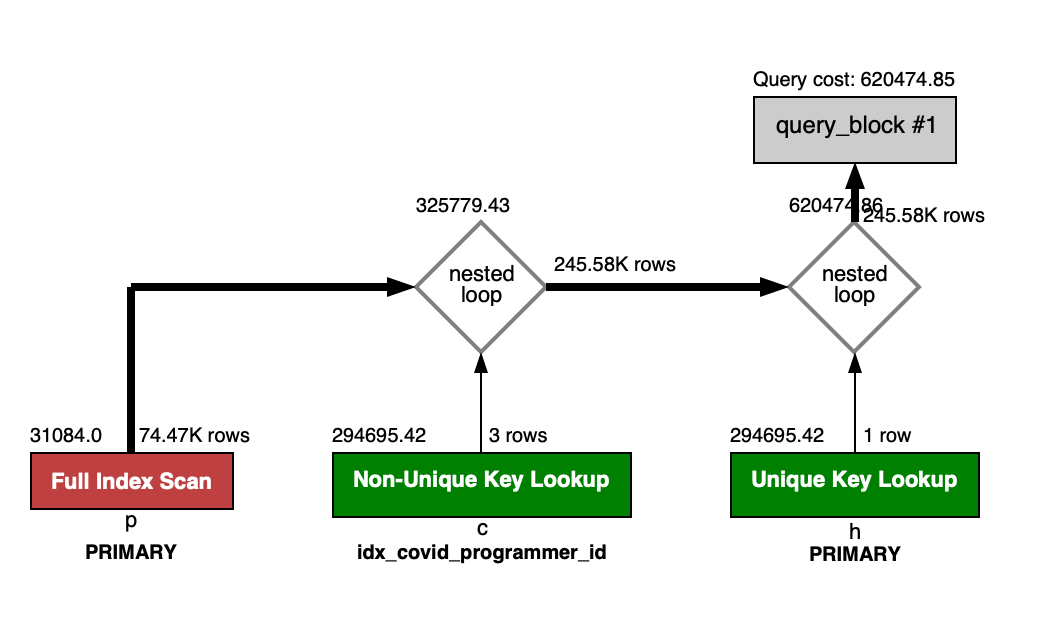 Query cost: 620474.85
query_block #1
325779.43
620474.86
245.58K rows
nested
loop
245.58K rows
nested
loop
31084.0
74.47K rows
294695.42
3 rows
294695.42
1 row
Full Index Scan
Non-Unique Key Lookup
Unique Key Lookup
p
c
h
PRIMARY
idx_covid_programmer_id
PRIMARY